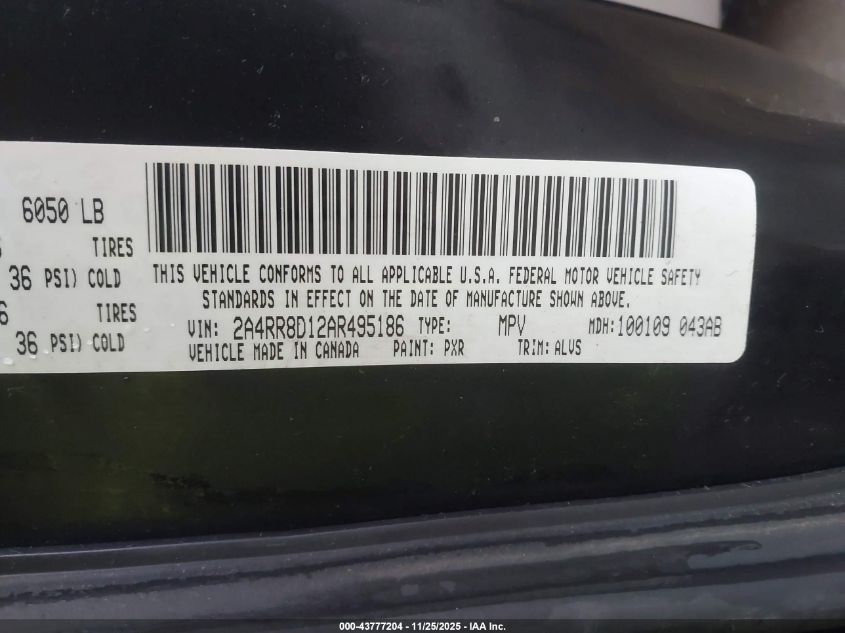 6050 LB
TIRES
36 PSI) COLD
6 TIRES
36 PSI) COLD
THIS VEHICLE CONFORMS TO ALL APPLICABLE U.S.A. FEDERAL MOTOR VEHICLE SAFETY
STANDARDS IN EFFECT ON THE DATE OF MANUFACTURE SHOWN ABOVE.
VIN: 2A4RR8D12AR495186 TYPE: MPV MDH:100109 043AB
VEHICLE MADE IN CANADA PAINT: PXR TRIM: ALVS
000-43777204 - 11/25/2025 - IAA Inc.